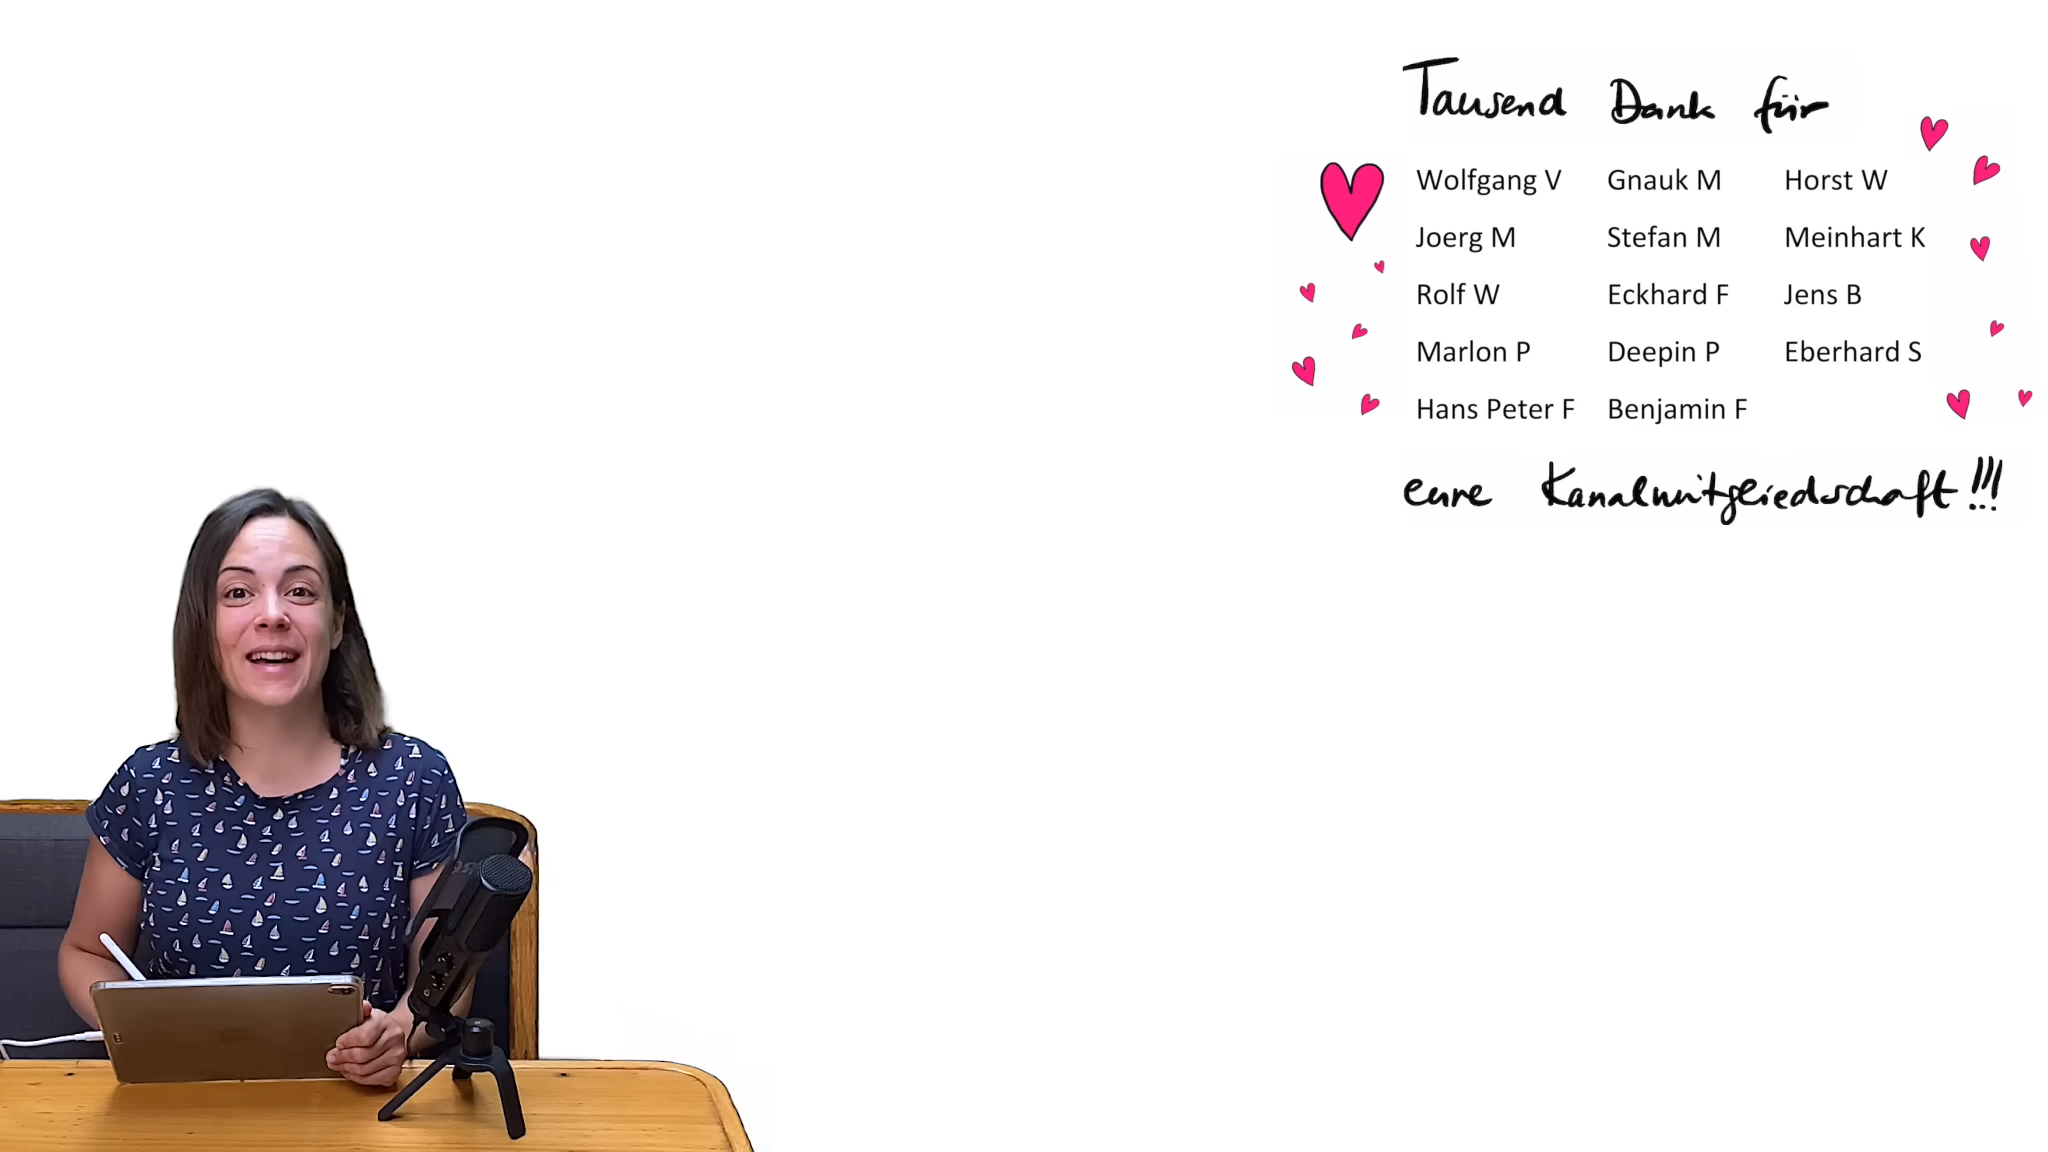 Tausend Dank für
Wolfgang V Gnauk M Horst W
Joerg M Stefan M Meinhart K
Rolf W Eckhard F Jens B
Marlon P Deepin P Eberhard S
Hans Peter F Benjamin F
eure Kanalmitgliedschaft!!!